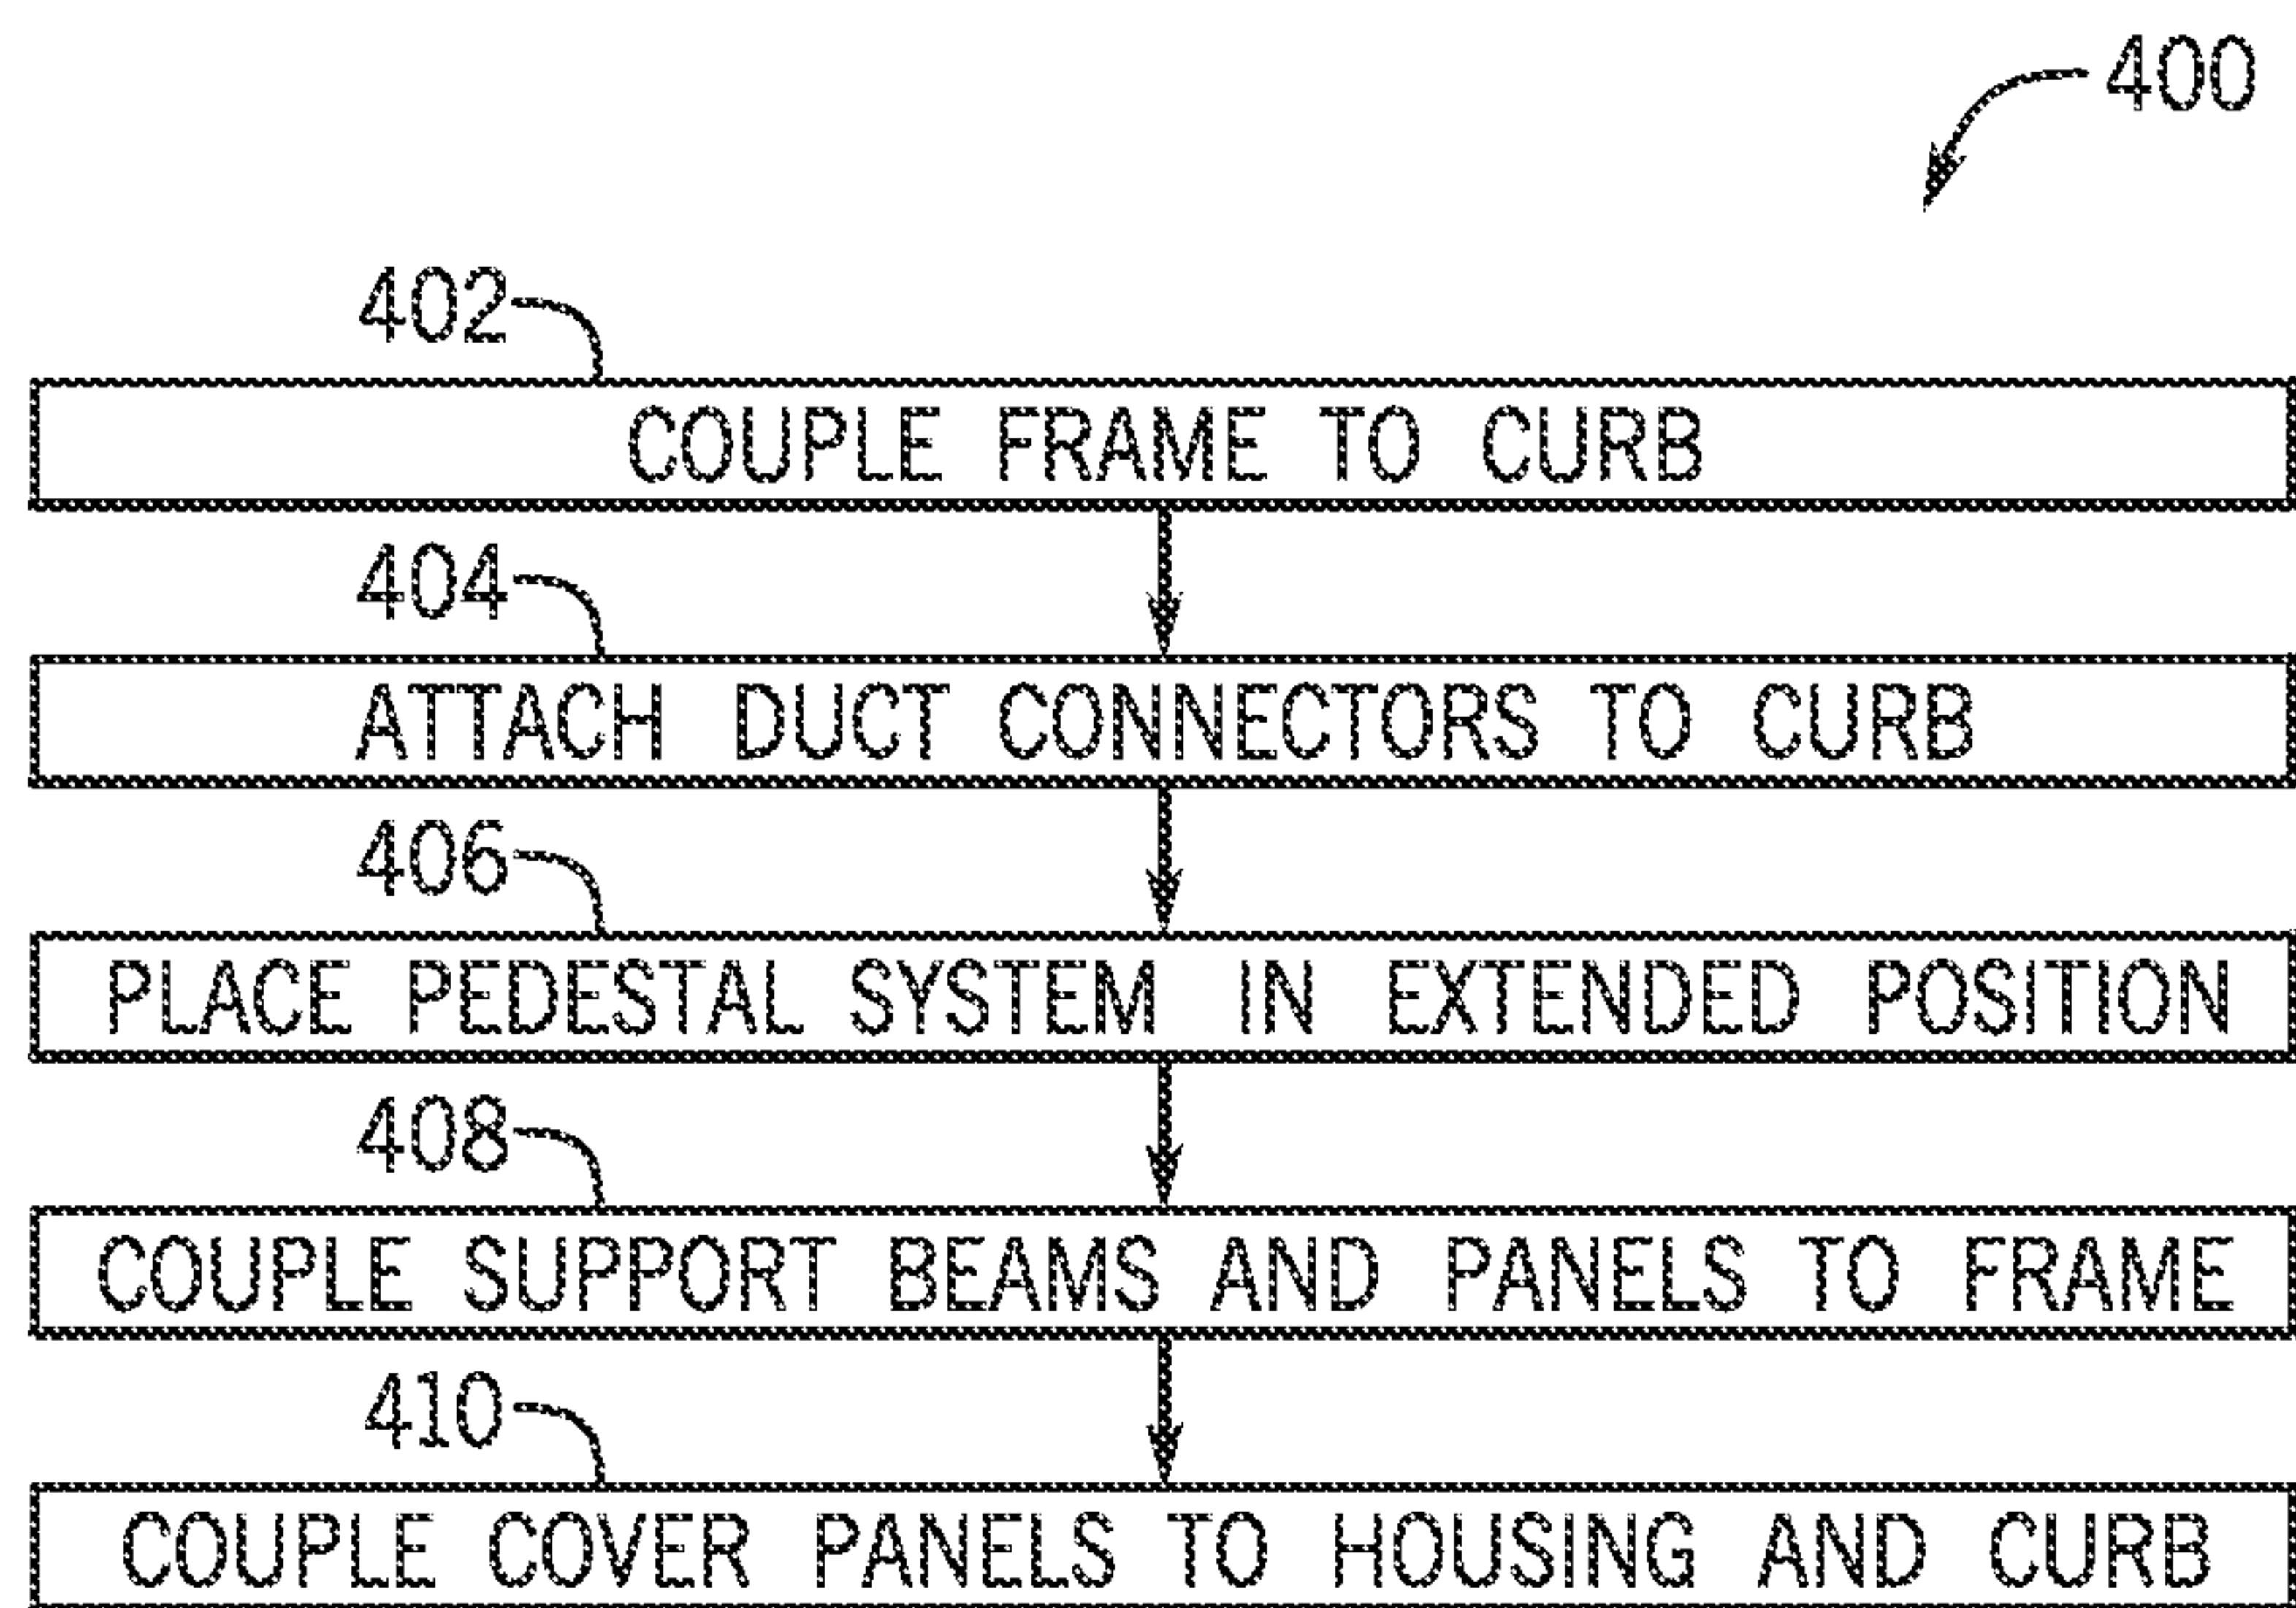 400
402
COUPLE FRAME TO CURB
404
ATTACH DUCT CONNECTORS TO CURB
406
PLACE PEDESTAL SYSTEM IN EXTENDED POSITION
408
COUPLE SUPPORT BEAMS AND PANELS TO FRAME
410
COUPLE COVER PANELS TO HOUSING AND CURB